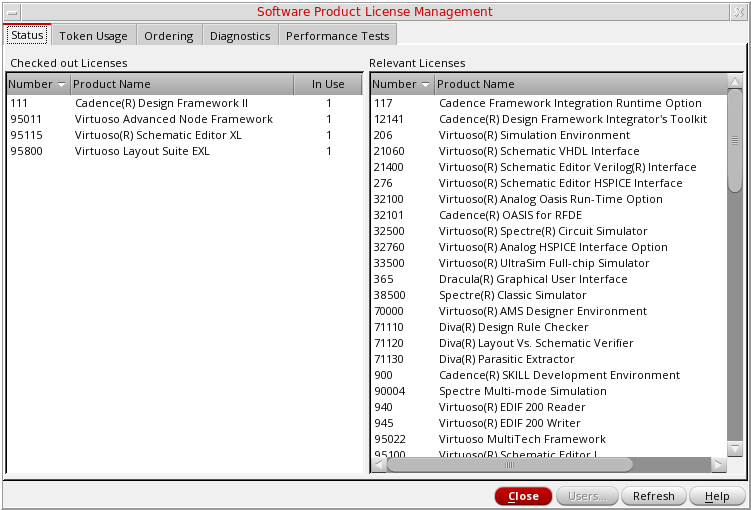 Software Product License Management
Status Token Usage Ordering Diagnostics Performance Tests
Checked out Licenses
Number Product Name In Use
111 Cadence(R) Design Framework II 1
95011 Virtuoso Advanced Node Framework 1
95115 Virtuoso(R) Schematic Editor XL 1
95800 Virtuoso Layout Suite EXL 1
Relevant Licenses
Number Product Name
117 Cadence Framework Integration Runtime Option
12141 Cadence(R) Design Framework Integrator's Toolkit
206 Virtuoso(R) Simulation Environment
21060 Virtuoso(R) Schematic VHDL Interface
21400 Virtuoso(R) Schematic Editor Verilog(R) Interface
276 Virtuoso(R) Schematic Editor HSPICE Interface
32100 Virtuoso(R) Analog Oasis Run-Time Option
32101 Cadence(R) OASIS for RFDE
32500 Virtuoso(R) Spectre(R) Circuit Simulator
32760 Virtuoso(R) Analog HSPICE Interface Option
33500 Virtuoso(R) UltraSim Full-chip Simulator
365 Dracula(R) Graphical User Interface
38500 Spectre(R) Classic Simulator
70000 Virtuoso(R) AMS Designer Environment
71110 Diva(R) Design Rule Checker
71120 Diva(R) Layout Vs. Schematic Verifier
71130 Diva(R) Parasitic Extractor
900 Cadence(R) SKILL Development Environment
90004 Spectre Multi-mode Simulation
940 Virtuoso(R) EDIF 200 Reader
945 Virtuoso(R) EDIF 200 Writer
95022 Virtuoso MultiTech Framework
95100 Virtuoso(R) Schematic Editor L
Close Users... Refresh Help